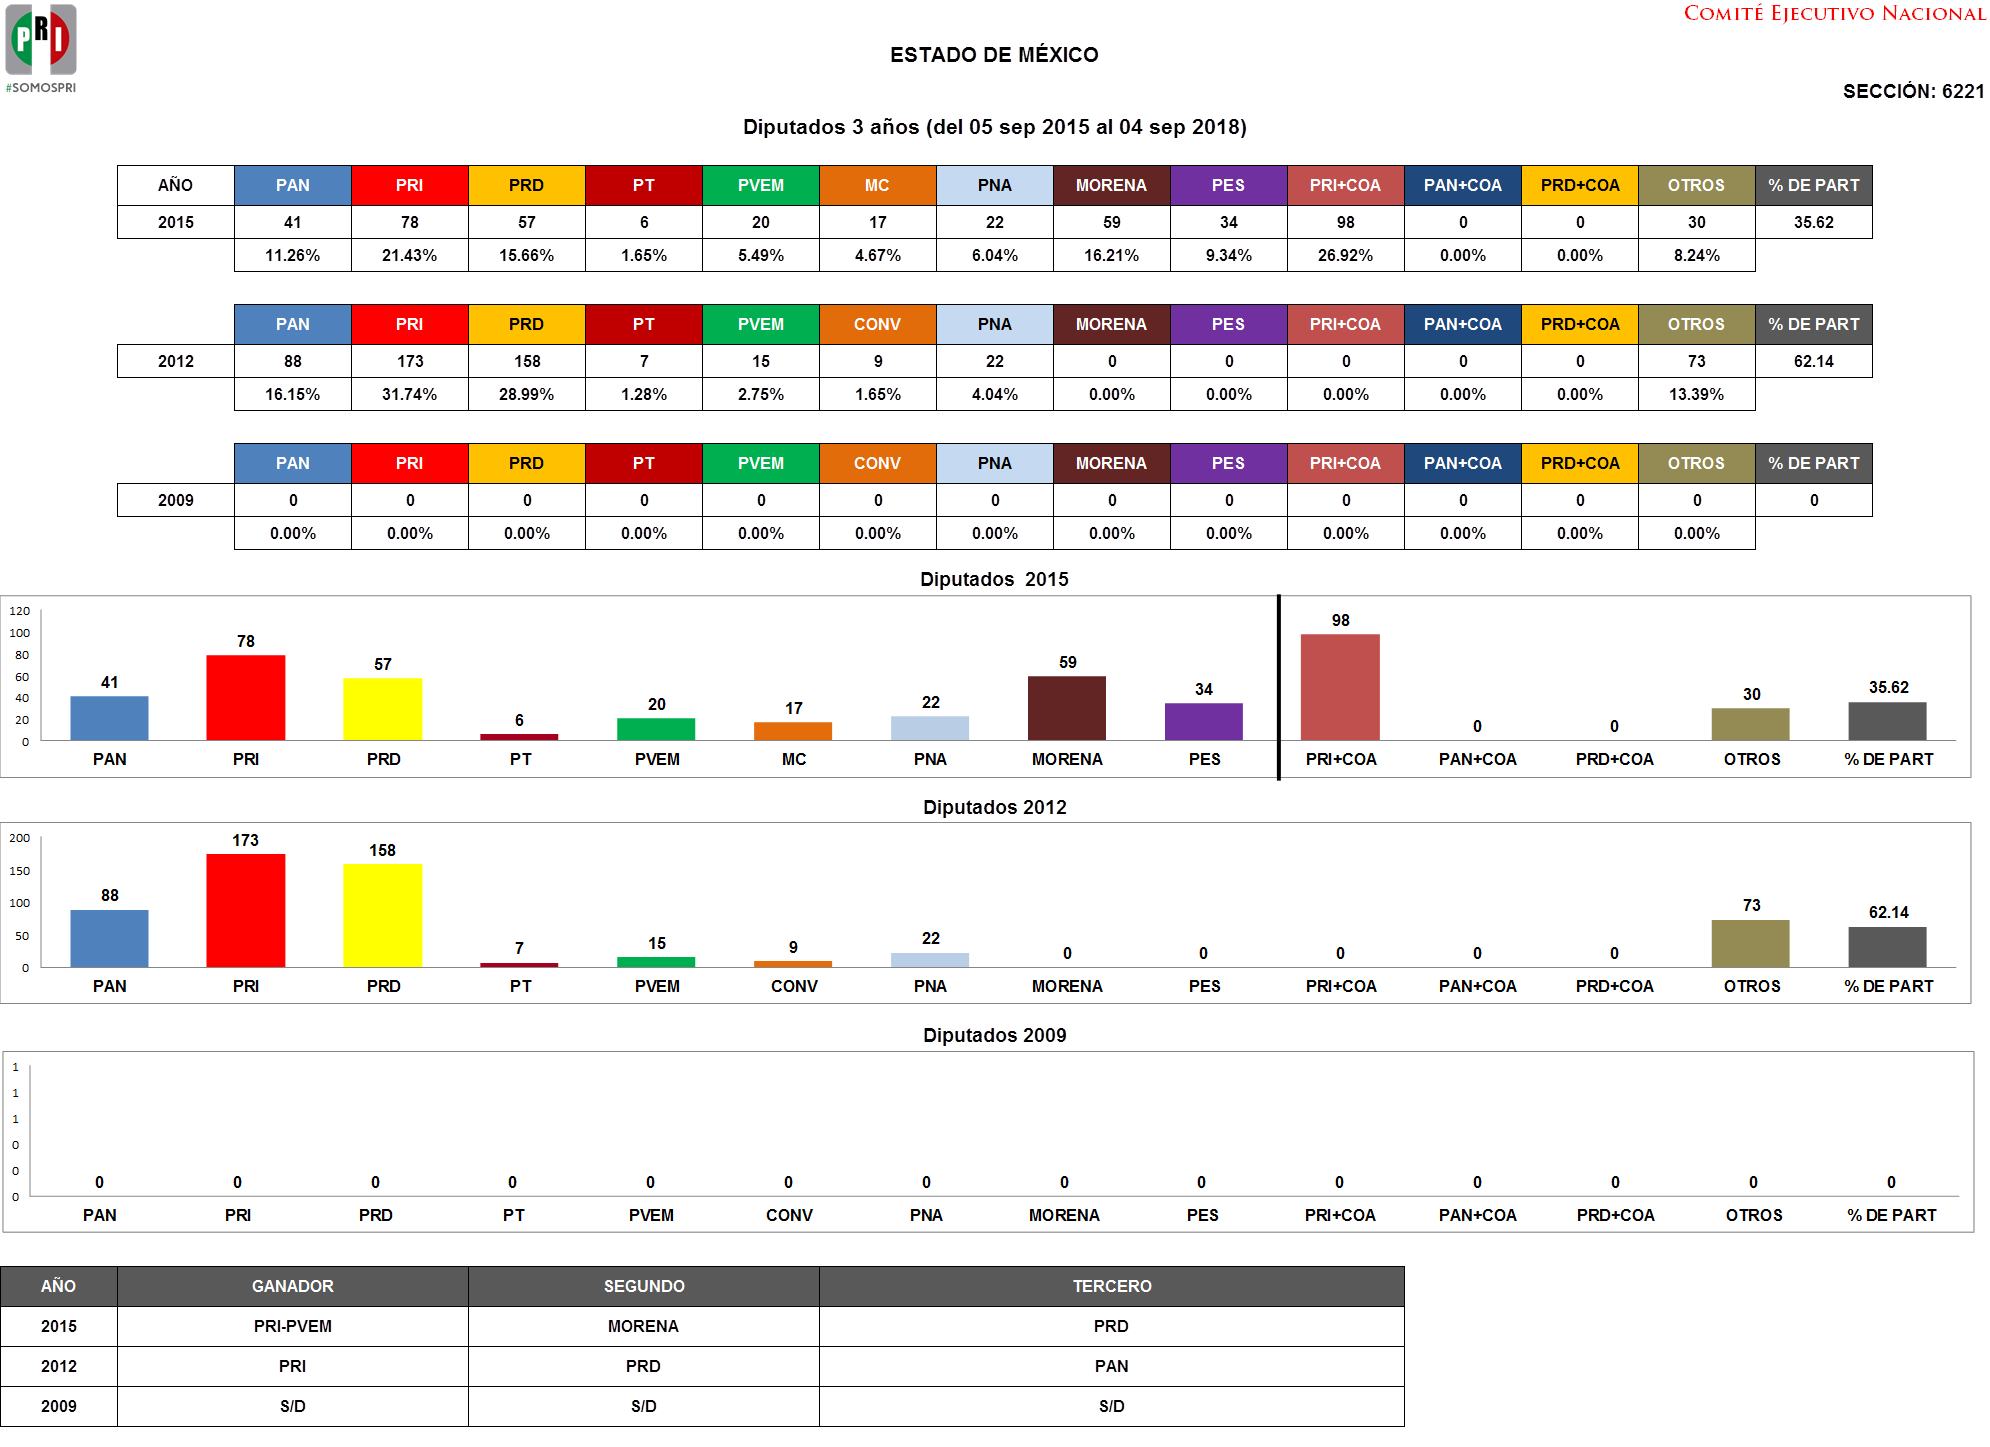 PRI
#SOMOSPRI
COMITÉ EJECUTIVO NACIONAL
ESTADO DE MÉXICO
SECCIÓN: 6221
Diputados 3 años (del 05 sep 2015 al 04 sep 2018)
AÑO PAN PRI PRD PT PVEM MC PNA MORENA PES PRI+COA PAN+COA PRD+COA OTROS % DE PART
2015 41 78 57 6 20 17 22 59 34 98 0 0 30 35.62
11.26% 21.43% 15.66% 1.65% 5.49% 4.67% 6.04% 16.21% 9.34% 26.92% 0.00% 0.00% 8.24%
PAN PRI PRD PT PVEM CONV PNA MORENA PES PRI+COA PAN+COA PRD+COA OTROS % DE PART
2012 88 173 158 7 15 9 22 0 0 0 0 0 73 62.14
16.15% 31.74% 28.99% 1.28% 2.75% 1.65% 4.04% 0.00% 0.00% 0.00% 0.00% 0.00% 13.39%
PAN PRI PRD PT PVEM CONV PNA MORENA PES PRI+COA PAN+COA PRD+COA OTROS % DE PART
2009 0 0 0 0 0 0 0 0 0 0 0 0 0 0
0.00% 0.00% 0.00% 0.00% 0.00% 0.00% 0.00% 0.00% 0.00% 0.00% 0.00% 0.00% 0.00%
Diputados 2015
120
100
80
60
40
20
0
41 78 57 6 20 17 22 59 34 98 0 0 30 35.62
PAN PRI PRD PT PVEM MC PNA MORENA PES PRI+COA PAN+COA PRD+COA OTROS % DE PART
Diputados 2012
200
150
100
50
0
88 173 158 7 15 9 22 0 0 0 0 0 73 62.14
PAN PRI PRD PT PVEM CONV PNA MORENA PES PRI+COA PAN+COA PRD+COA OTROS % DE PART
Diputados 2009
1
1
1
0
0
0
0 0 0 0 0 0 0 0 0 0 0 0 0 0
PAN PRI PRD PT PVEM CONV PNA MORENA PES PRI+COA PAN+COA PRD+COA OTROS % DE PART
AÑO GANADOR SEGUNDO TERCERO
2015 PRI-PVEM MORENA PRD
2012 PRI PRD PAN
2009 S/D S/D S/D